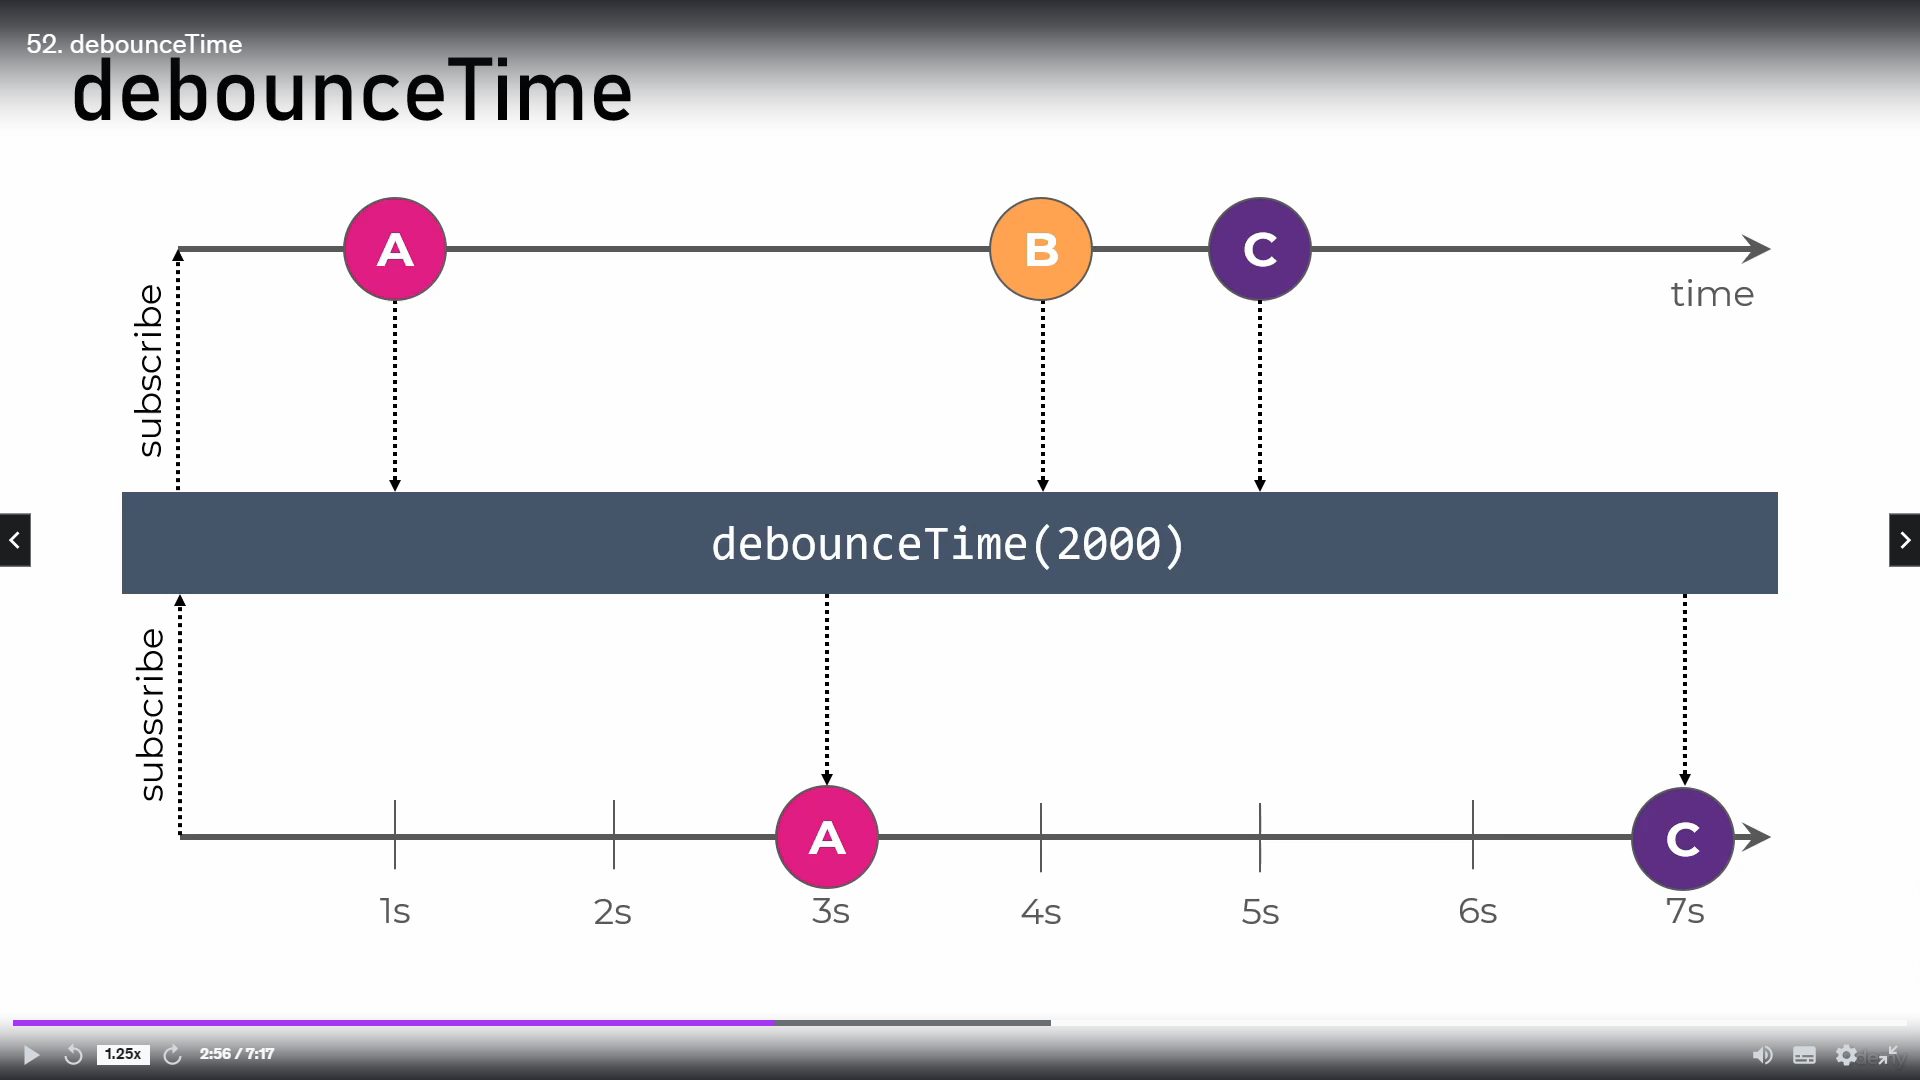 52. debounceTime
debounceTime
A
B
C
time
subscribe
debounceTime(2000)
subscribe
A
C
1s
2s
3s
4s
5s
6s
7s
1.25x
2:56 / 7:17